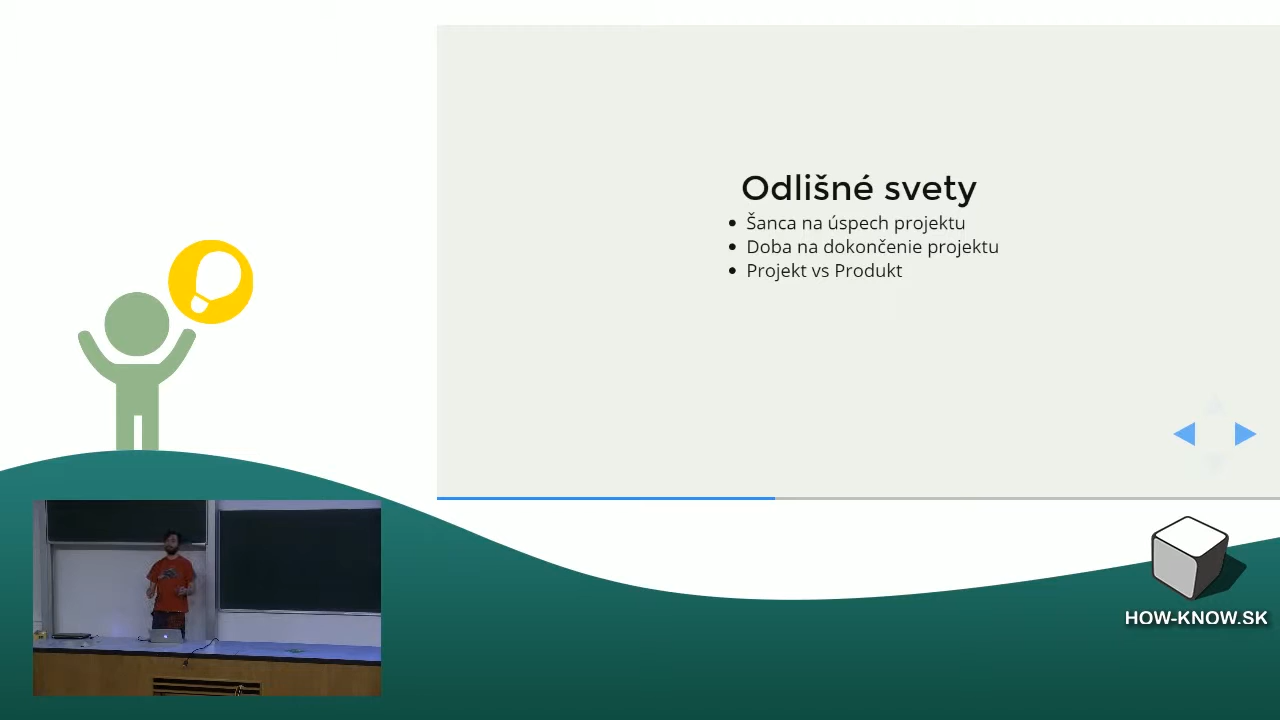 Odlišné svety
Šanca na úspech projektu
Doba na dokončenie projektu
Projekt vs Produkt
HOW-KNOW.SK